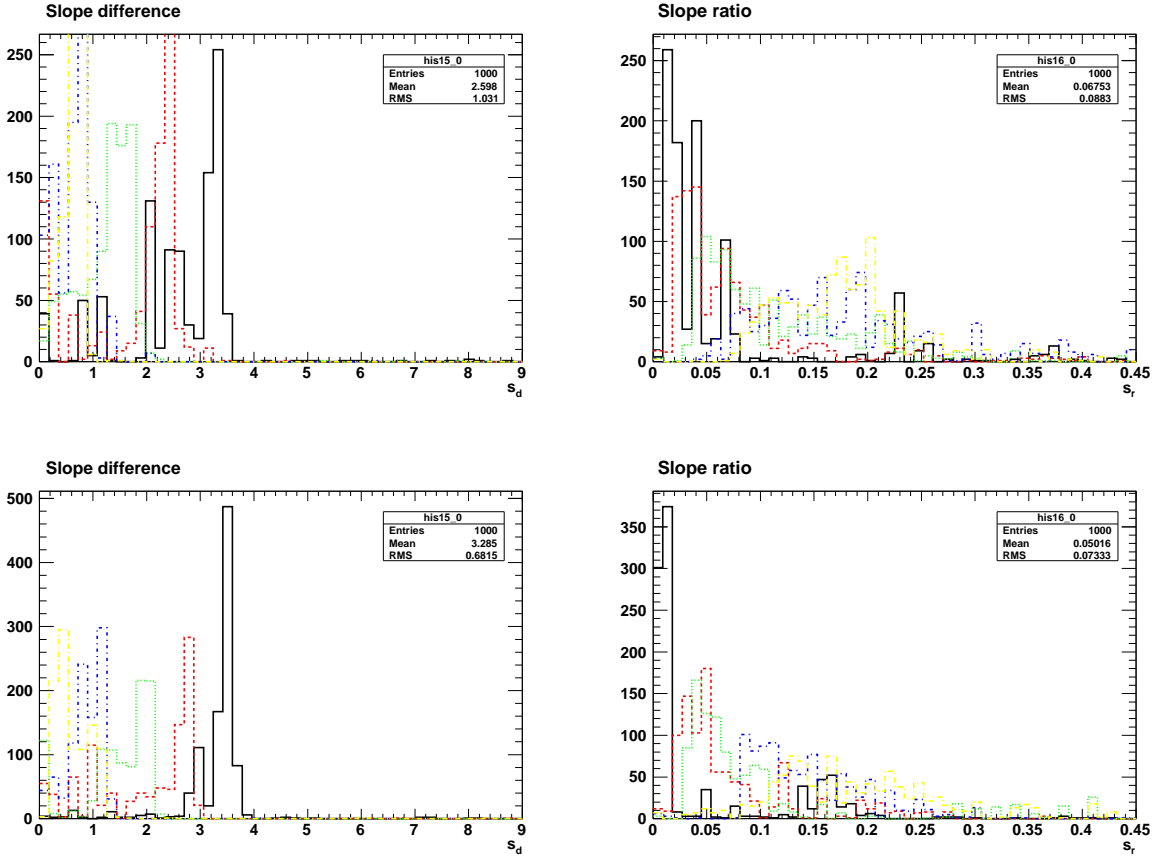 Slope difference
his15_0
Entries 1000
Mean 2.598
RMS 1.031
250
200
150
100
50
0
0 1 2 3 4 5 6 7 8 9
s_d
Slope ratio
his16_0
Entries 1000
Mean 0.06753
RMS 0.0883
250
200
150
100
50
0
0 0.05 0.1 0.15 0.2 0.25 0.3 0.35 0.4 0.45
s_r
Slope difference
his15_0
Entries 1000
Mean 3.285
RMS 0.6815
500
400
300
200
100
0
0 1 2 3 4 5 6 7 8 9
s_d
Slope ratio
his16_0
Entries 1000
Mean 0.05016
RMS 0.07333
350
300
250
200
150
100
50
0
0 0.05 0.1 0.15 0.2 0.25 0.3 0.35 0.4 0.45
s_r